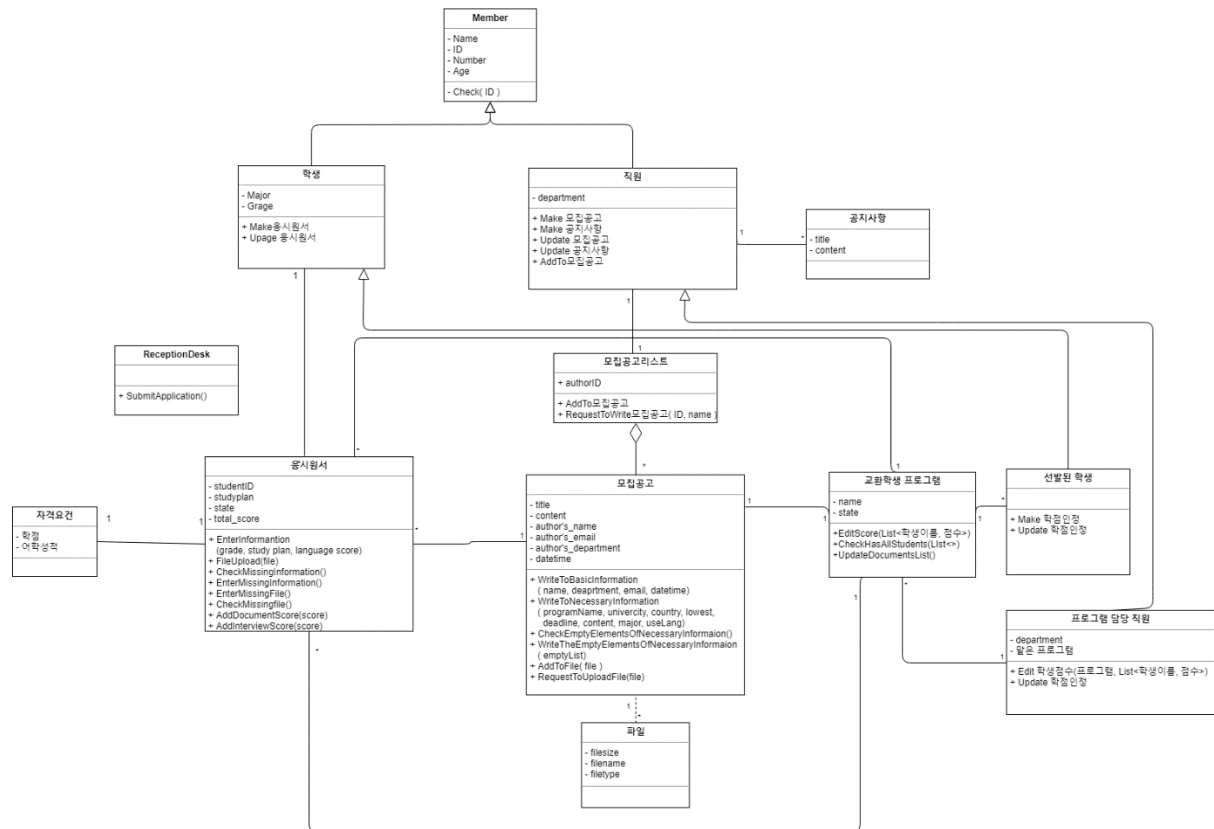 Member
- Name
- ID
- Number
- Age
- Check( ID )
학생
- Major
- Grage
+ Make응시원서
+ Upage 응시원서
직원
- department
+ Make 모집공고
+ Make 공지사항
+ Update 모집공고
+ Update 공지사항
+ AddTo모집공고
공지사항
- title
- content
1
*
1
1
ReceptionDesk
+ SubmitApplication()
모집공고리스트
+ authorID
+ AddTo모집공고
+ RequestToWrite모집공고( ID, name )
1
*
*
*
1
응시원서
- studentID
- studyplan
- state
- total_score
+ EnterInformantion
(grade, study plan, language score)
+ FileUpload(file)
+ CheckMissingInformation()
+ EnterMissingInformation()
+ EnterMissingFile()
+ CheckMissingfile()
+ AddDocumentScore(score)
+ AddInterviewScore(score)
자격요건
- 학점
- 어학성적
1
1
*
1
모집공고
- title
- content
- author's_name
- author's_email
- author's_department
- datetime
+ WriteToBasicInformation
( name, deaprtment, email, datetime)
+ WriteToNecessaryInformation
( programName, univercity, country, lowest,
deadline, content, major, useLang)
+ CheckEmptyElementsOfNecessaryInformaion()
+ WriteTheEmptyElementsOfNecessaryInformaion
( emptyList)
+ AddToFile( file )
+ RequestToUploadFile(file)
1
1
교환학생 프로그램
- name
- state
+EditScore(List<학생이름, 점수>)
+CheckHasAllStudents(List<>)
+UpdateDocumentsList()
1
*
선발된 학생
+ Make 학점인정
+ Update 학점인정
1
*
1
프로그램 담당 직원
- department
- 맡은 프로그램
+ Edit 학생점수(프로그램, List<학생이름, 점수>)
+ Update 학점인정
*
1
*
파일
- filesize
- filename
- filetype